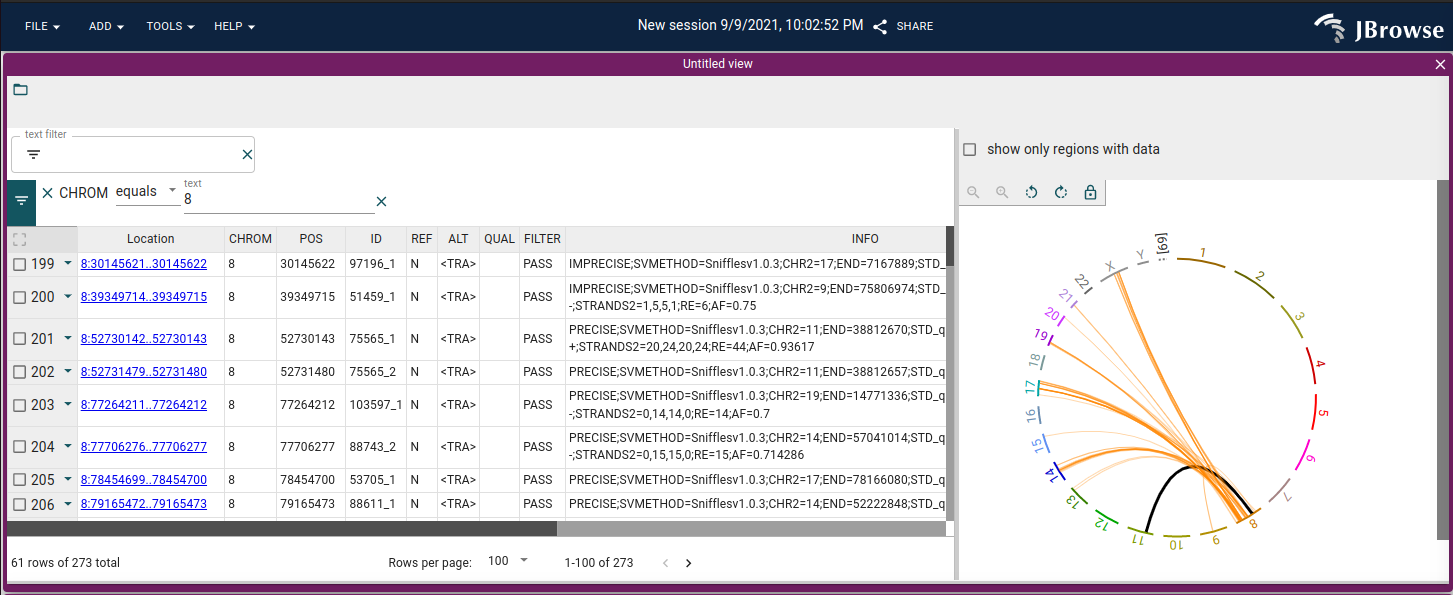 FILE ADD TOOLS HELP New session 9/9/2021, 10:02:52 PM SHARE JBrowse
Untitled view
text filter
CHROM equals text
8
show only regions with data
Location CHROM POS ID REF ALT QUAL FILTER INFO
199 8:30145621..30145622 8 30145622 97196_1 N <TRA> PASS IMPRECISE;SVMETHOD=Snifflesv1.0.3;CHR2=17;END=7167889;STD_
200 8:39349714..39349715 8 39349715 51459_1 N <TRA> PASS IMPRECISE;SVMETHOD=Snifflesv1.0.3;CHR2=9;END=75806974;STD_
-;STRANDS2=1,5,5,1;RE=6;AF=0.75
201 8:52730142..52730143 8 52730143 75565_1 N <TRA> PASS PRECISE;SVMETHOD=Snifflesv1.0.3;CHR2=11;END=38812670;STD_q
+;STRANDS2=20,24,20,24;RE=44;AF=0.93617
202 8:52731479..52731480 8 52731480 75565_2 N <TRA> PASS PRECISE;SVMETHOD=Snifflesv1.0.3;CHR2=11;END=38812657;STD_q
203 8:77264211..77264212 8 77264212 103597_1 N <TRA> PASS PRECISE;SVMETHOD=Snifflesv1.0.3;CHR2=19;END=14771336;STD_q
-;STRANDS2=0,14,14,0;RE=14;AF=0.7
204 8:77706276..77706277 8 77706277 88743_2 N <TRA> PASS PRECISE;SVMETHOD=Snifflesv1.0.3;CHR2=14;END=57041014;STD_q
-;STRANDS2=0,15,15,0;RE=15;AF=0.714286
205 8:78454699..78454700 8 78454700 53705_1 N <TRA> PASS PRECISE;SVMETHOD=Snifflesv1.0.3;CHR2=17;END=78166080;STD_q
206 8:79165472..79165473 8 79165473 88611_1 N <TRA> PASS PRECISE;SVMETHOD=Snifflesv1.0.3;CHR2=14;END=52222848;STD_q
61 rows of 273 total Rows per page: 100 1-100 of 273
1
2
3
4
5
6
7
8
9
10
11
12
13
14
15
16
17
18
19
20
21
22
X
Y
[69]